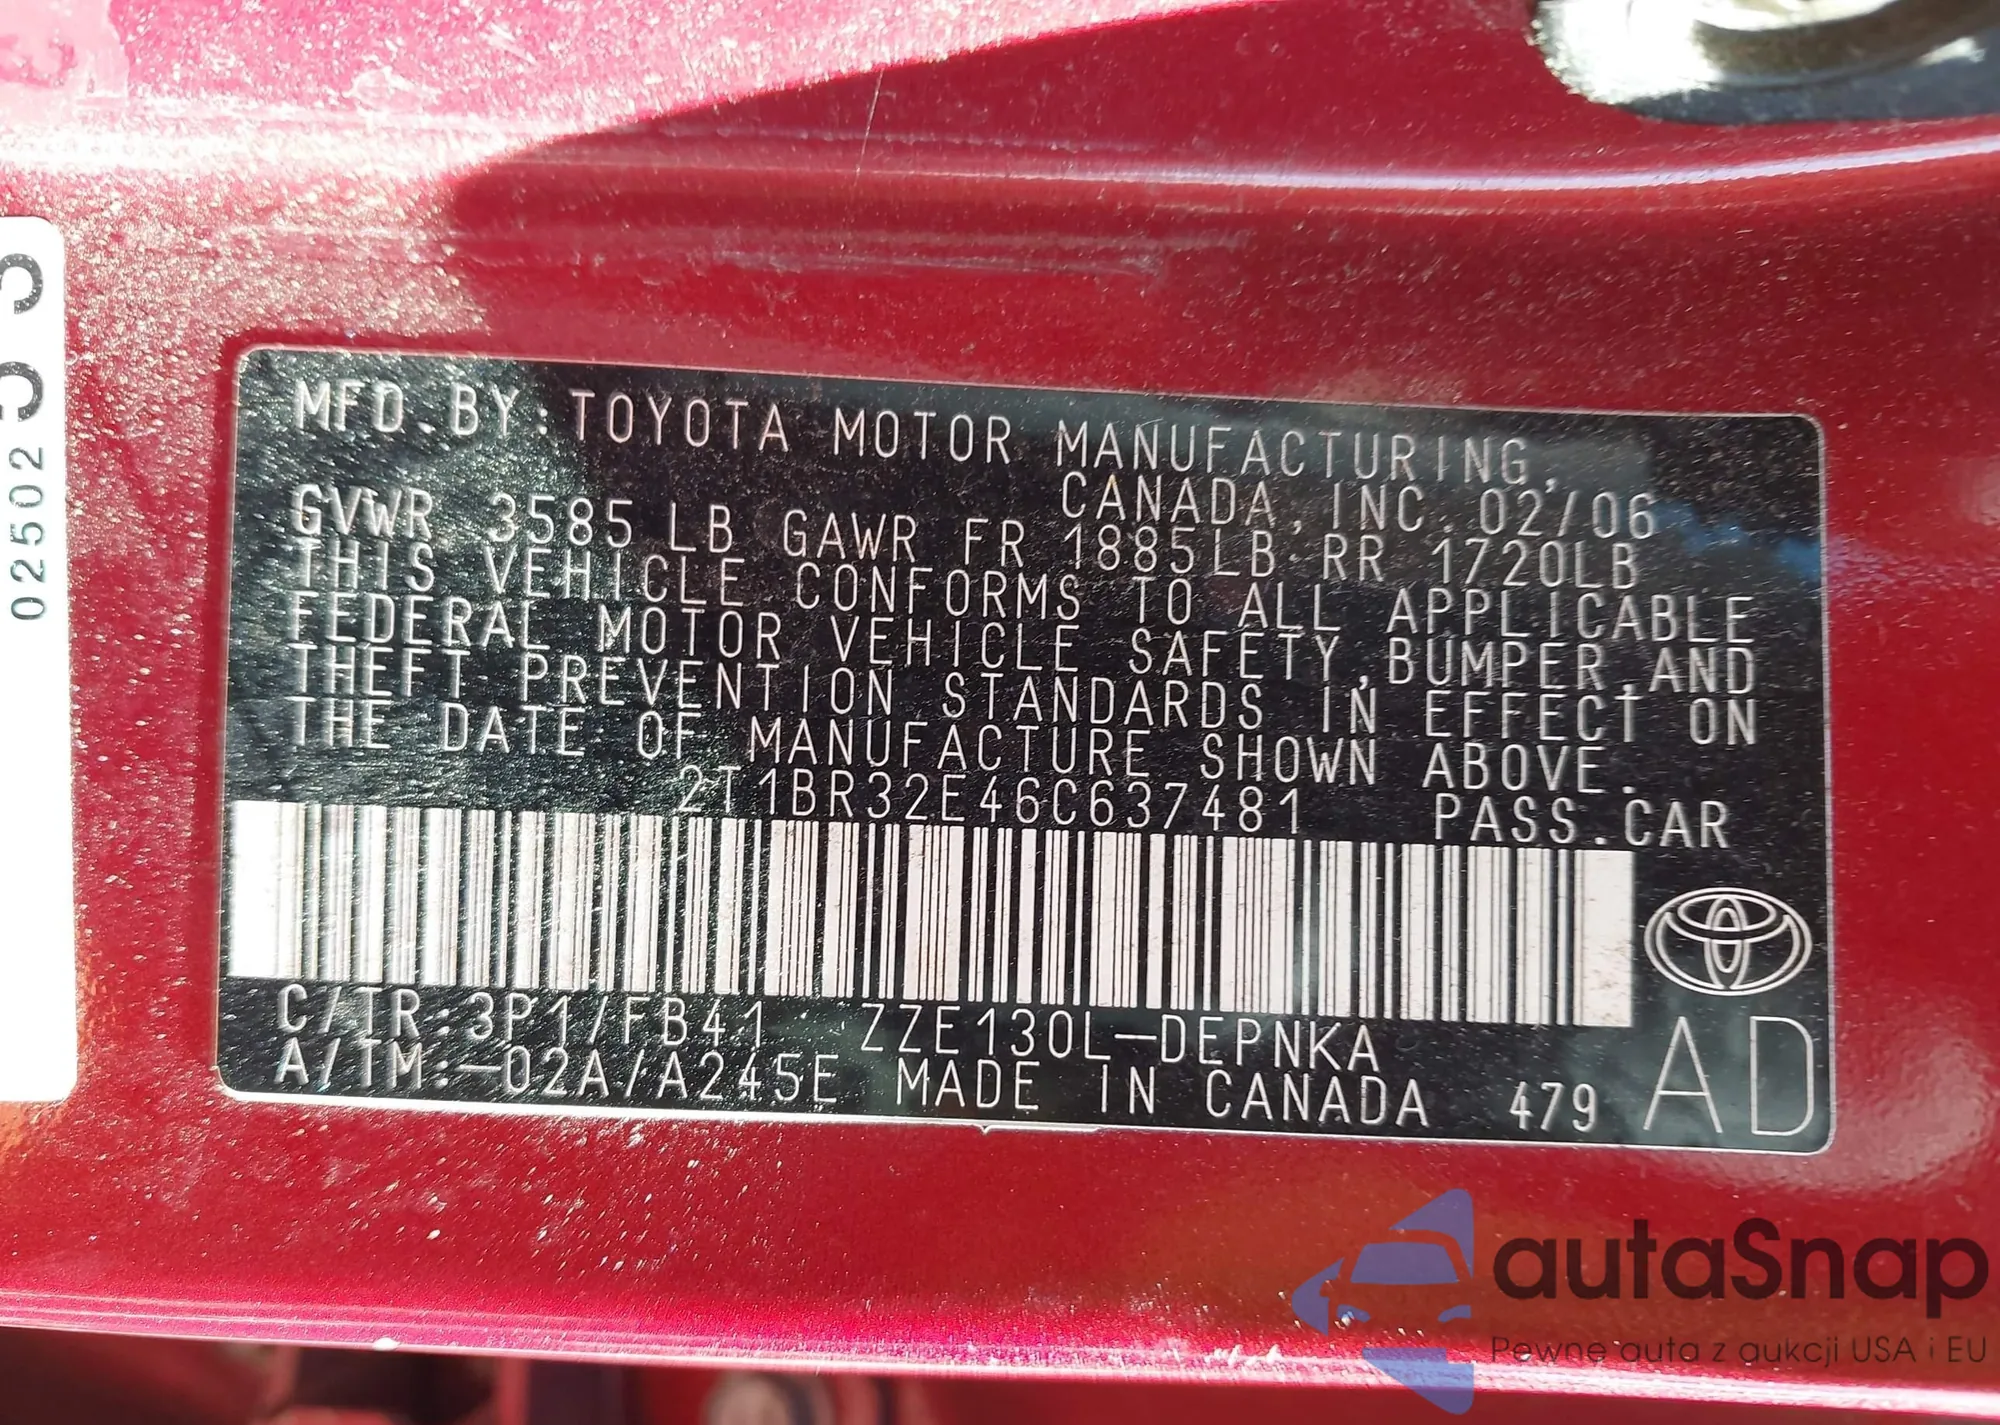 MFD. BY: TOYOTA MOTOR MANUFACTURING,
CANADA, INC. 02/06
GVWR 3585 LB GAWR FR 1885LB RR 1720LB
THIS VEHICLE CONFORMS TO ALL APPLICABLE
FEDERAL MOTOR VEHICLE SAFETY,BUMPER,AND
THEFT PREVENTION STANDARDS IN EFFECT ON
THE DATE OF MANUFACTURE SHOWN ABOVE.
2T1BR32E46C637481 PASS.CAR
C/TR:3P1/FB41 ZZE130L-DEPNKA
A/TM:-02A/A245E MADE IN CANADA 479 AD
02502
autaSnap
Pewne auta z aukcji USA i EU